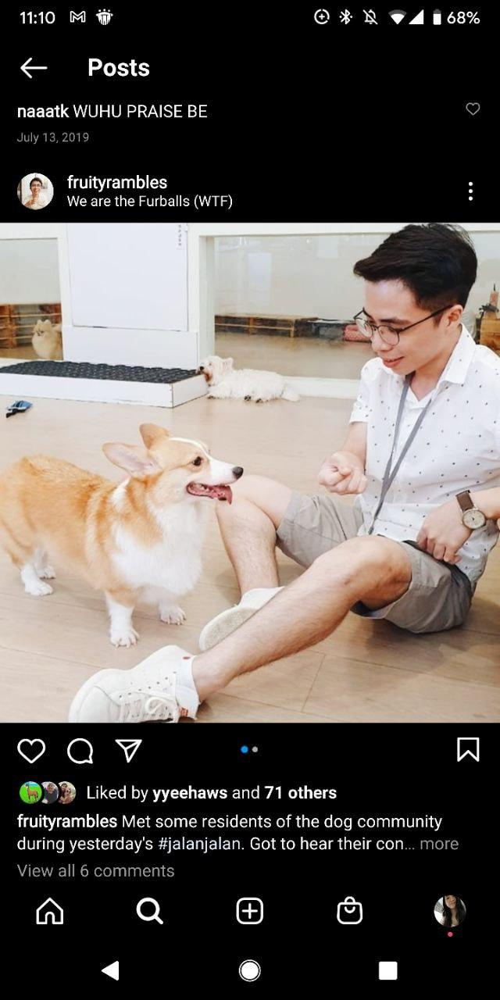 11:10 68%
Posts
naaatk WUHU PRAISE BE
July 13, 2019
fruityrambles
We are the Furballs (WTF)
Liked by yyeehaws and 71 others
fruityrambles Met some residents of the dog community
during yesterday's #jalanjalan. Got to hear their con... more
View all 6 comments